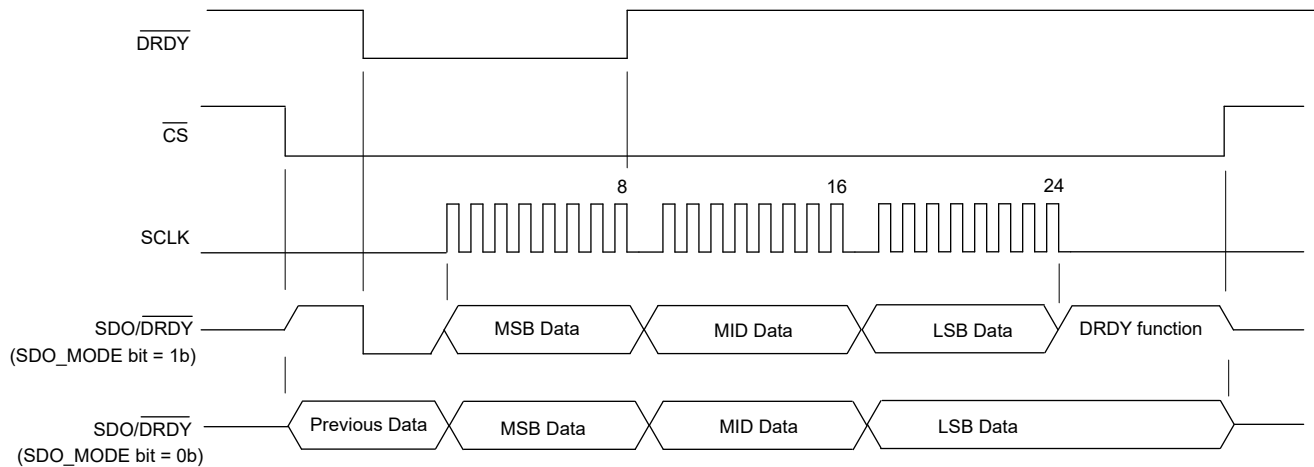 DRDY
CS
8 16 24
SCLK
SDO/DRDY
(SDO_MODE bit = 1b)
MSB Data MID Data LSB Data DRDY function
SDO/DRDY
(SDO_MODE bit = 0b)
Previous Data MSB Data MID Data LSB Data